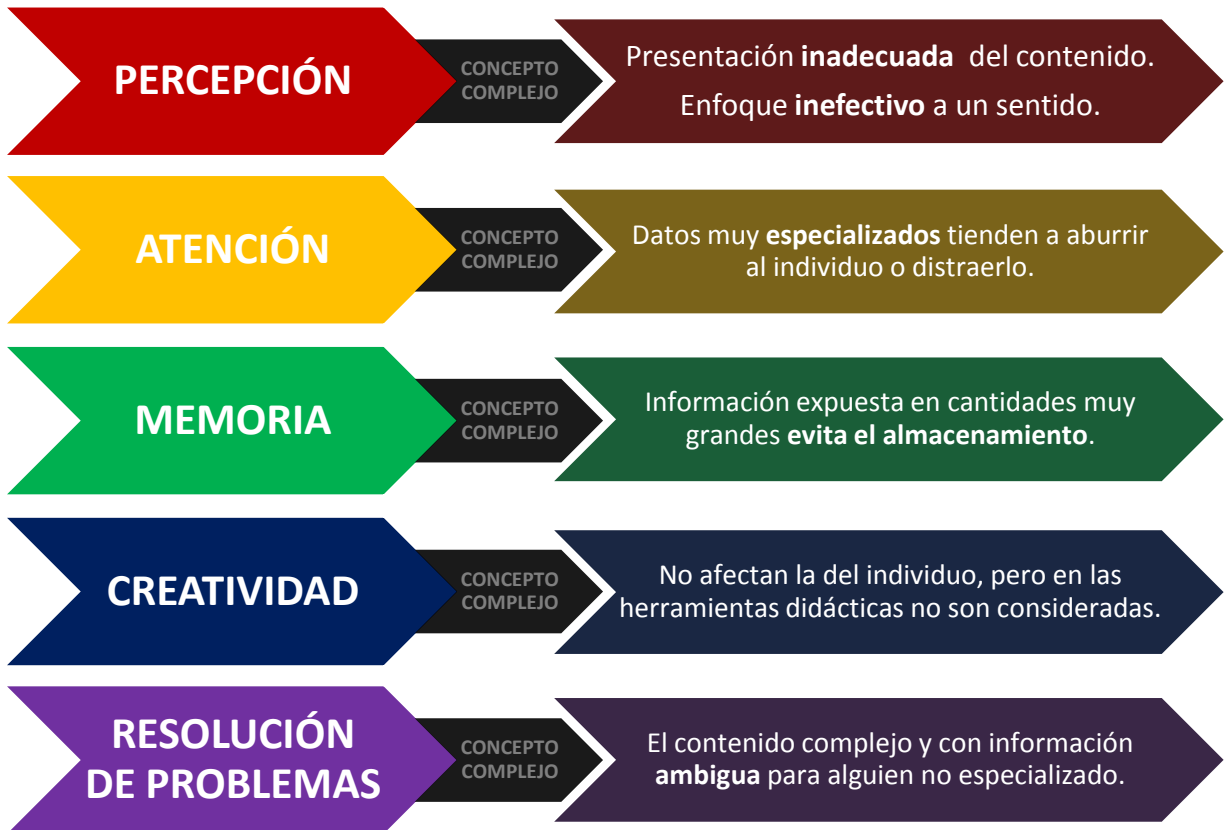 PERCEPCIÓN
CONCEPTO
COMPLEJO
Presentación inadecuada del contenido.
Enfoque inefectivo a un sentido.
ATENCIÓN
CONCEPTO
COMPLEJO
Datos muy especializados tienden a aburrir
al individuo o distraerlo.
MEMORIA
CONCEPTO
COMPLEJO
Información expuesta en cantidades muy
grandes evita el almacenamiento.
CREATIVIDAD
CONCEPTO
COMPLEJO
No afectan la del individuo, pero en las
herramientas didácticas no son consideradas.
RESOLUCIÓN
DE PROBLEMAS
CONCEPTO
COMPLEJO
El contenido complejo y con información
ambigua para alguien no especializado.